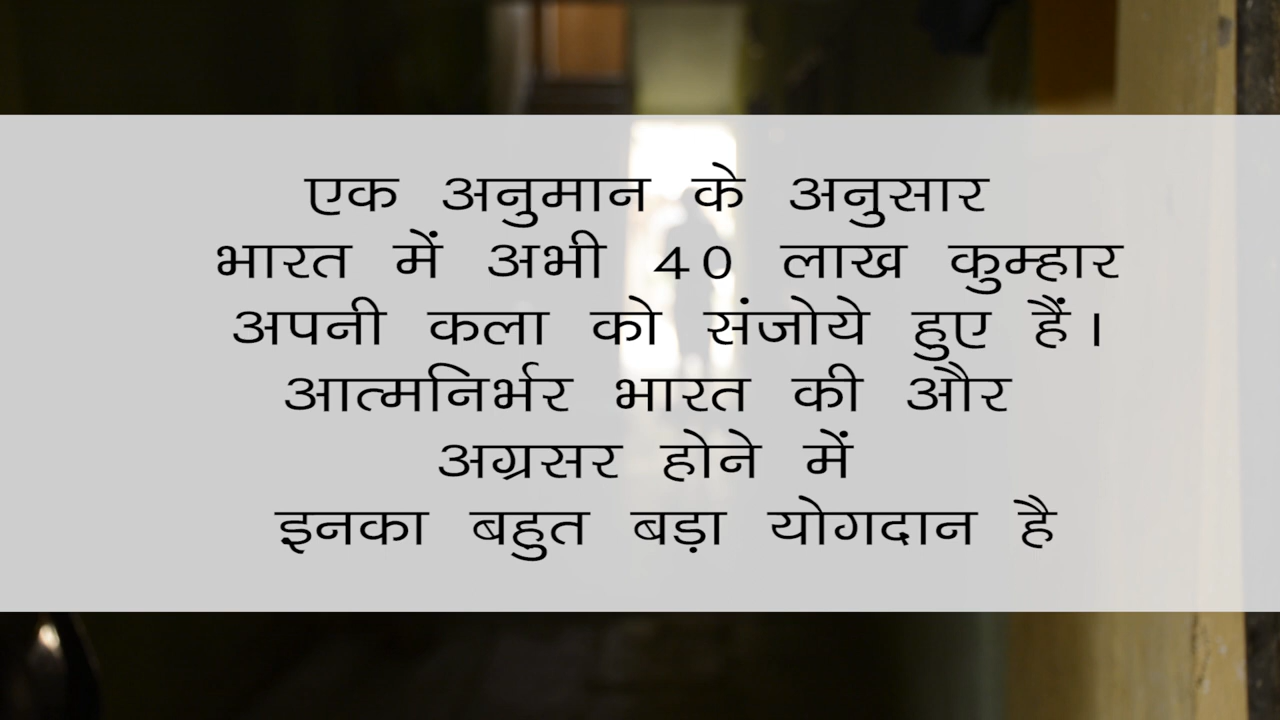 एक अनुमान के अनुसार
भारत में अभी 40 लाख कुम्हार
अपनी कला को संजोये हुए हैं।
आत्मनिर्भर भारत की और
अग्रसर होने में
इनका बहुत बड़ा योगदान है